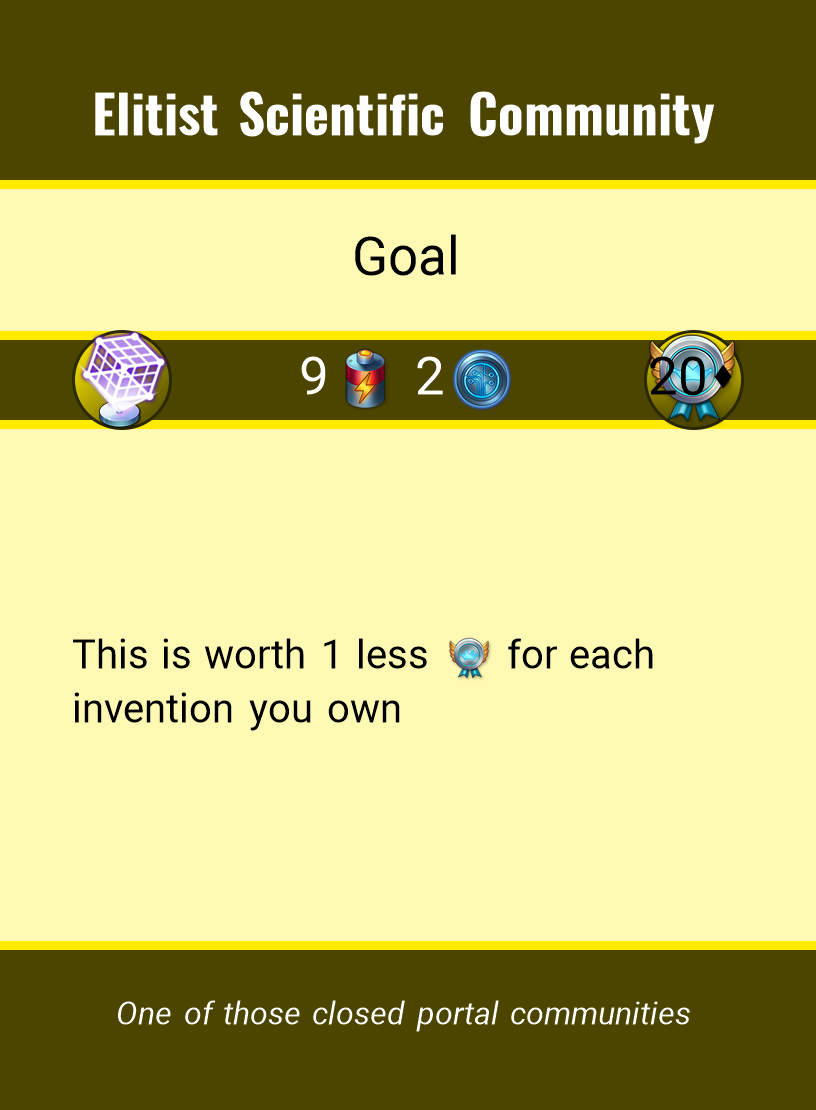 Elitist Scientific Community
Goal
9 2 20♦
This is worth 1 less for each
invention you own
One of those closed portal communities